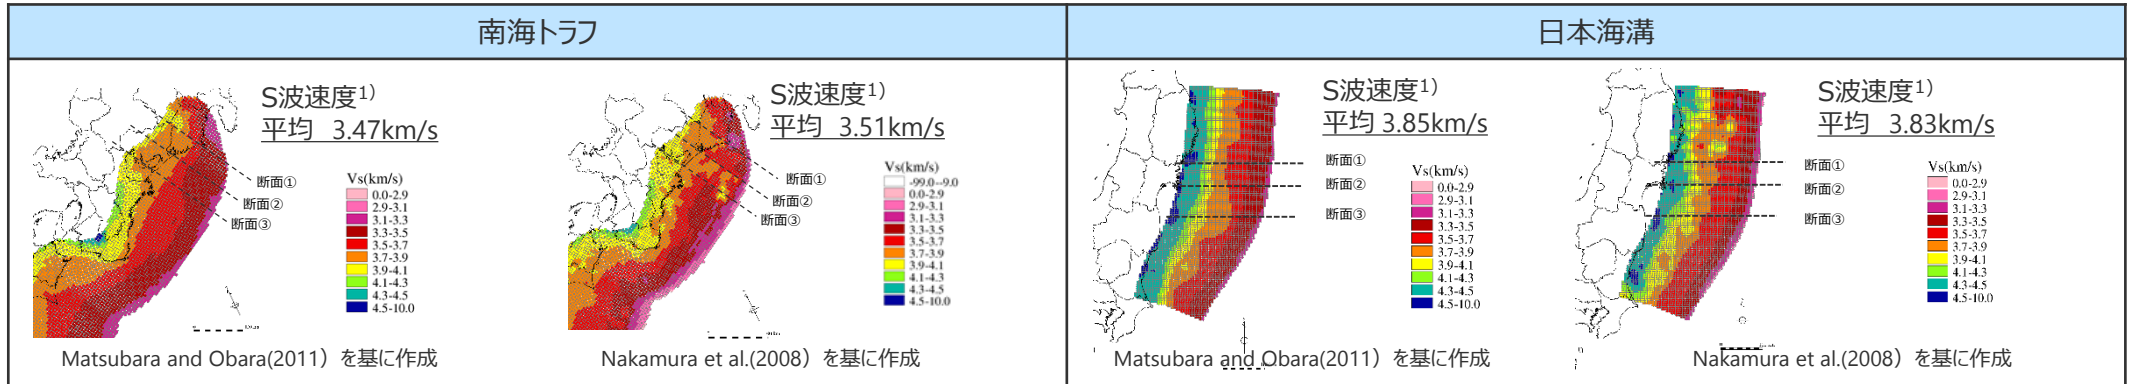 南海トラフ
日本海溝
S波速度1)
平均 3.47km/s
断面①
断面②
断面③
Vs(km/s)
0.0-2.9
2.9-3.1
3.1-3.3
3.3-3.5
3.5-3.7
3.7-3.9
3.9-4.1
4.1-4.3
4.3-4.5
4.5-10.0
Matsubara and Obara(2011）を基に作成
S波速度1)
平均 3.51km/s
断面①
断面②
断面③
Vs(km/s)
-99.0--9.0
0.0-2.9
2.9-3.1
3.1-3.3
3.3-3.5
3.5-3.7
3.7-3.9
3.9-4.1
4.1-4.3
4.3-4.5
4.5-10.0
Nakamura et al.(2008）を基に作成
S波速度1)
平均 3.85km/s
断面①
断面②
断面③
Vs(km/s)
0.0-2.9
2.9-3.1
3.1-3.3
3.3-3.5
3.5-3.7
3.7-3.9
3.9-4.1
4.1-4.3
4.3-4.5
4.5-10.0
Matsubara and Obara(2011）を基に作成
S波速度1)
平均 3.83km/s
断面①
断面②
断面③
Vs(km/s)
0.0-2.9
2.9-3.1
3.1-3.3
3.3-3.5
3.5-3.7
3.7-3.9
3.9-4.1
4.1-4.3
4.3-4.5
4.5-10.0
Nakamura et al.(2008）を基に作成